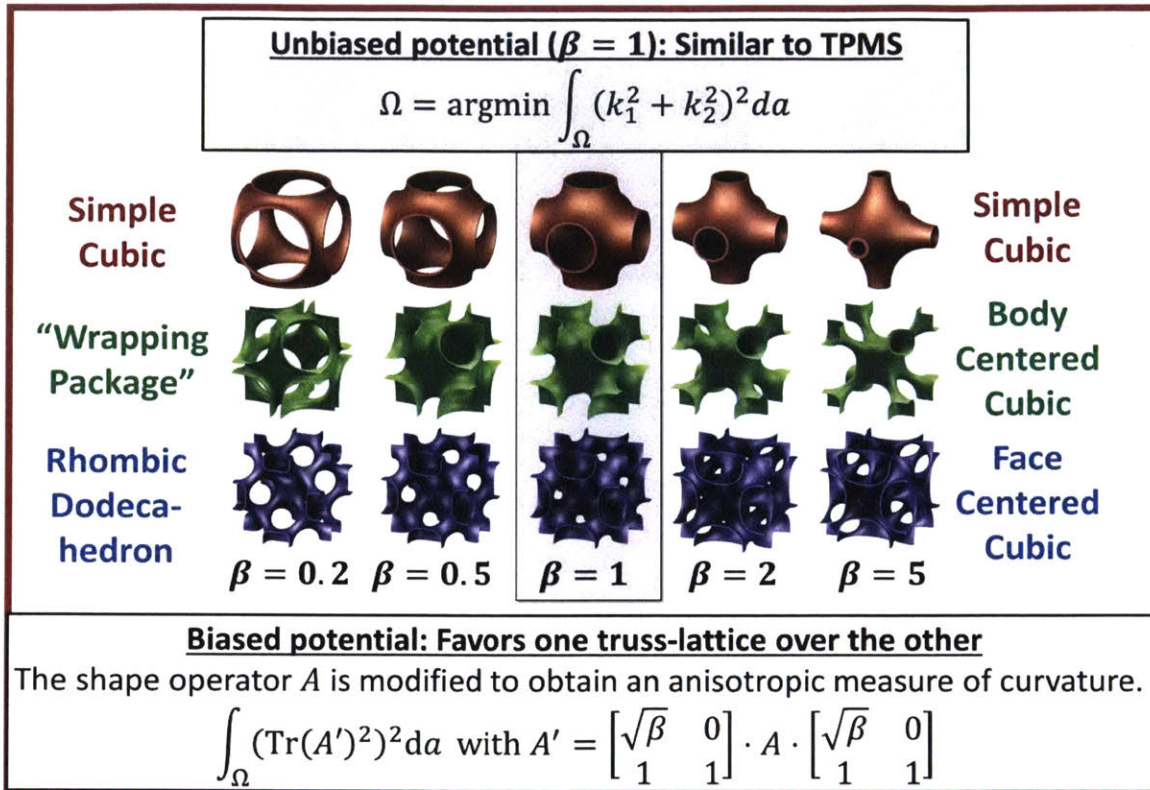 Unbiased potential (β = 1): Similar to TPMS
Ω = argmin ∫_Ω (k₁² + k₂²)² da
Simple
Cubic
Simple
Cubic
“Wrapping
Package”
Body
Centered
Cubic
Rhombic
Dodeca-
hedron
Face
Centered
Cubic
β = 0.2 β = 0.5 β = 1 β = 2 β = 5
Biased potential: Favors one truss-lattice over the other
The shape operator A is modified to obtain an anisotropic measure of curvature.
∫_Ω (Tr(A′)²)² da with A′ = [√β 0; 1 1] · A · [√β 0; 1 1]